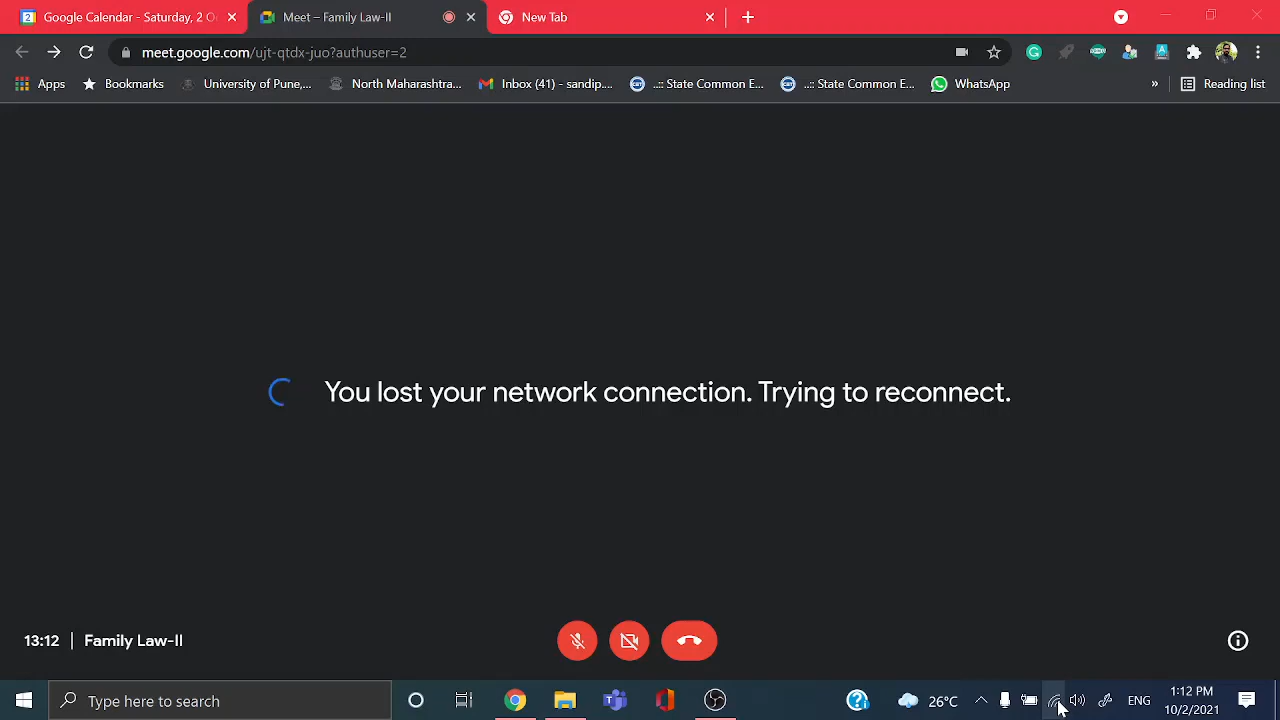 Google Calendar - Saturday, 2 O
Meet – Family Law-II
New Tab
meet.google.com/ujt-qtdx-juo?authuser=2
Apps
Bookmarks
University of Pune,...
North Maharashtra...
Inbox (41) - sandip....
..:: State Common E...
..:: State Common E...
WhatsApp
»
Reading list
You lost your network connection. Trying to reconnect.
13:12 | Family Law-II
Type here to search
26°C
ENG
1:12 PM
10/2/2021